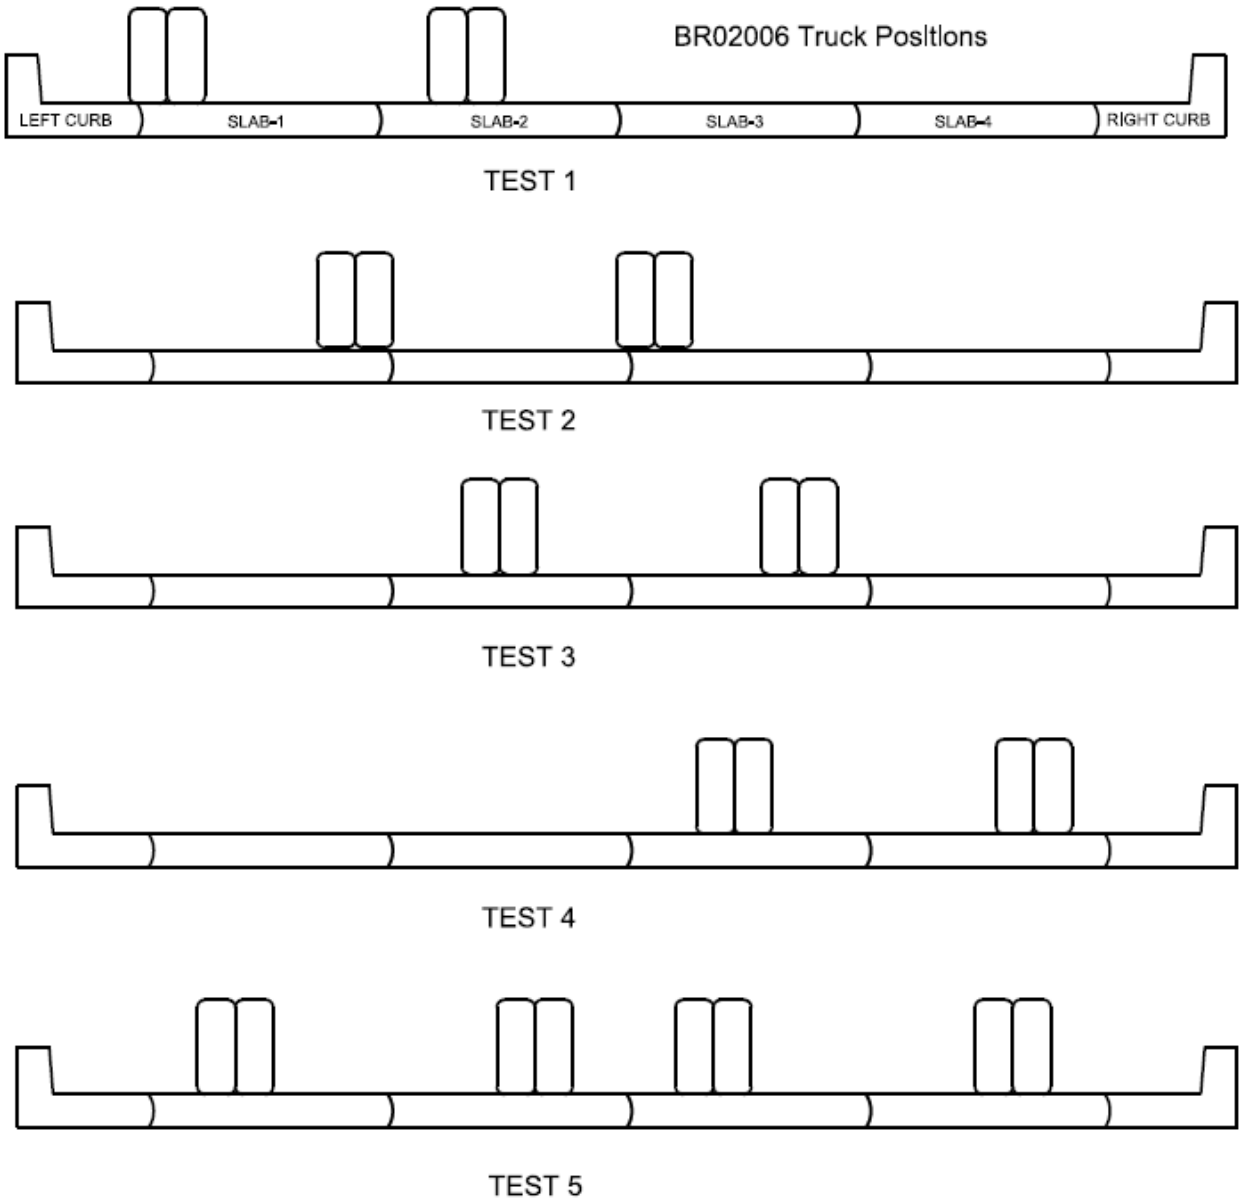 BR02006 Truck Positions
LEFT CURB SLAB-1 SLAB-2 SLAB-3 SLAB-4 RIGHT CURB
TEST 1
TEST 2
TEST 3
TEST 4
TEST 5